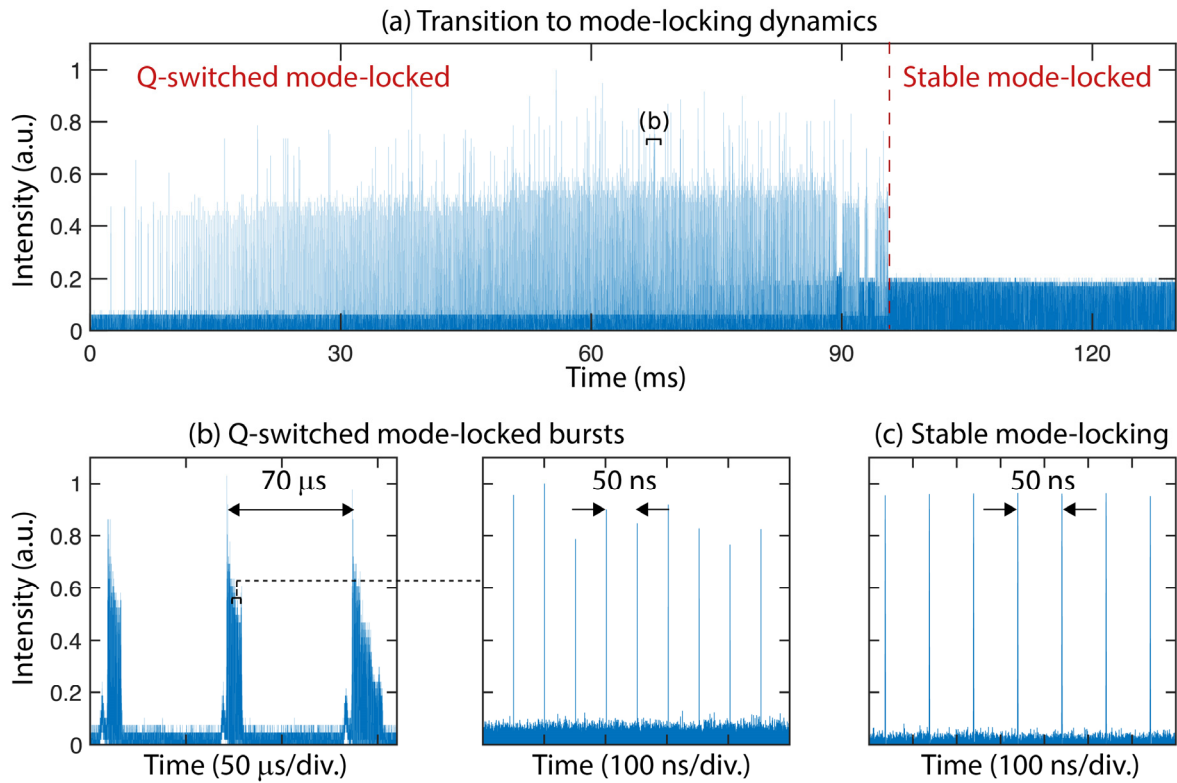 (a) Transition to mode-locking dynamics
Q-switched mode-locked
Stable mode-locked
(b)
Intensity (a.u.)
1
0.8
0.6
0.4
0.2
0
0 30 60 90 120
Time (ms)
(b) Q-switched mode-locked bursts
(c) Stable mode-locking
70 μs
50 ns
50 ns
Intensity (a.u.)
1
0.8
0.6
0.4
0.2
0
Time (50 μs/div.)
Time (100 ns/div.)
Time (100 ns/div.)